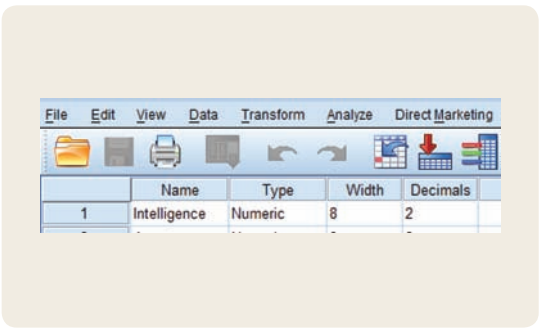 File Edit View Data Transform Analyze Direct Marketing
Name Type Width Decimals
1 Intelligence Numeric 8 2